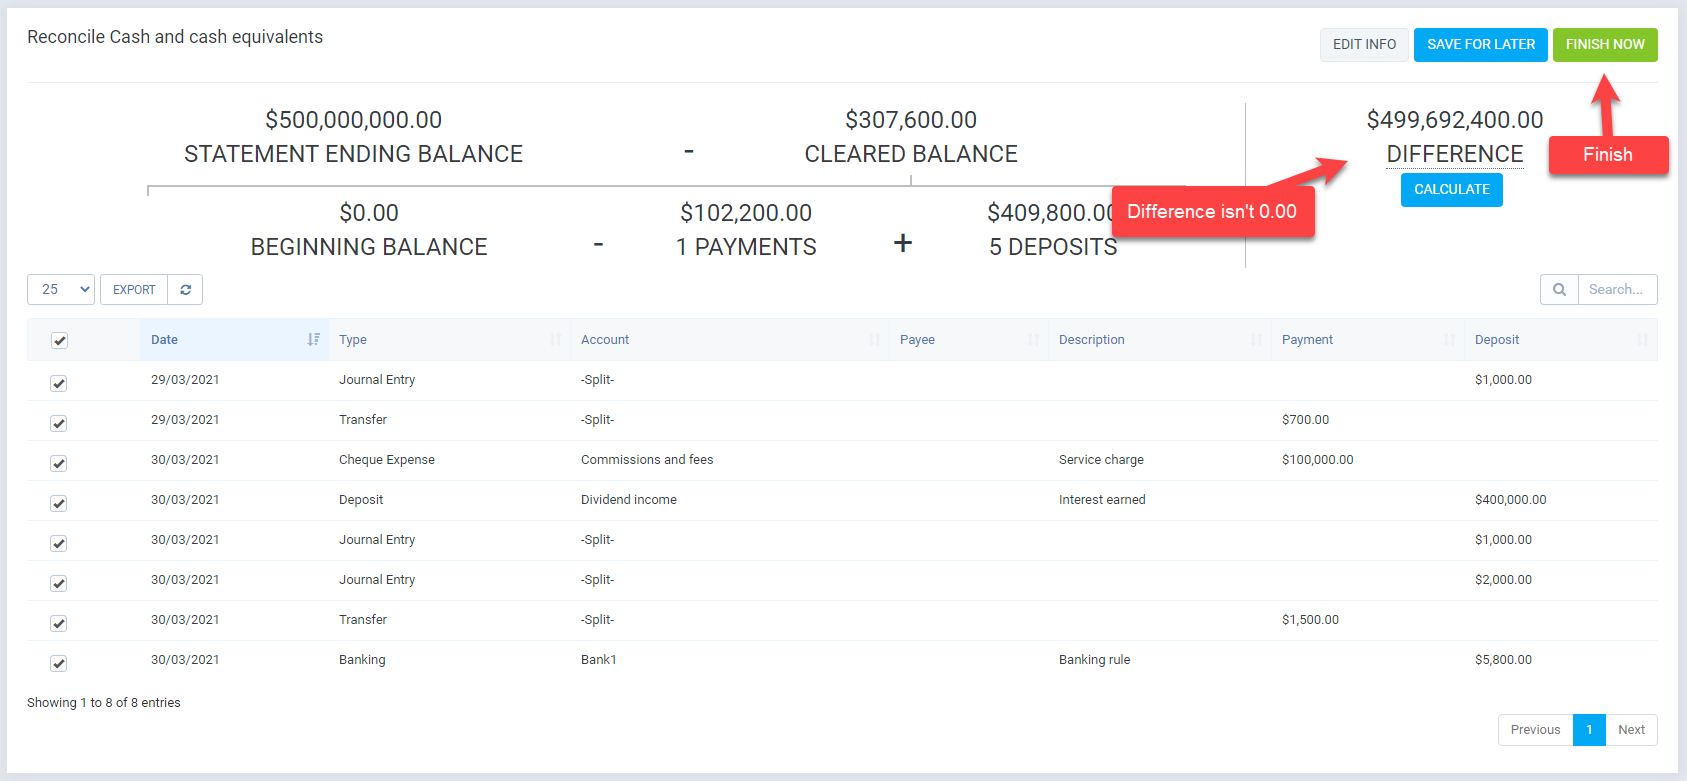 Reconcile Cash and cash equivalents
EDIT INFO SAVE FOR LATER FINISH NOW
$500,000,000.00 $307,600.00 $499,692,400.00
STATEMENT ENDING BALANCE - CLEARED BALANCE DIFFERENCE
Finish
CALCULATE
Difference isn't 0.00
$0.00 $102,200.00 $409,800.00
BEGINNING BALANCE - 1 PAYMENTS + 5 DEPOSITS
25 EXPORT Search...
Date Type Account Payee Description Payment Deposit
29/03/2021 Journal Entry -Split- $1,000.00
29/03/2021 Transfer -Split- $700.00
30/03/2021 Cheque Expense Commissions and fees Service charge $100,000.00
30/03/2021 Deposit Dividend income Interest earned $400,000.00
30/03/2021 Journal Entry -Split- $1,000.00
30/03/2021 Journal Entry -Split- $2,000.00
30/03/2021 Transfer -Split- $1,500.00
30/03/2021 Banking Bank1 Banking rule $5,800.00
Showing 1 to 8 of 8 entries
Previous 1 Next